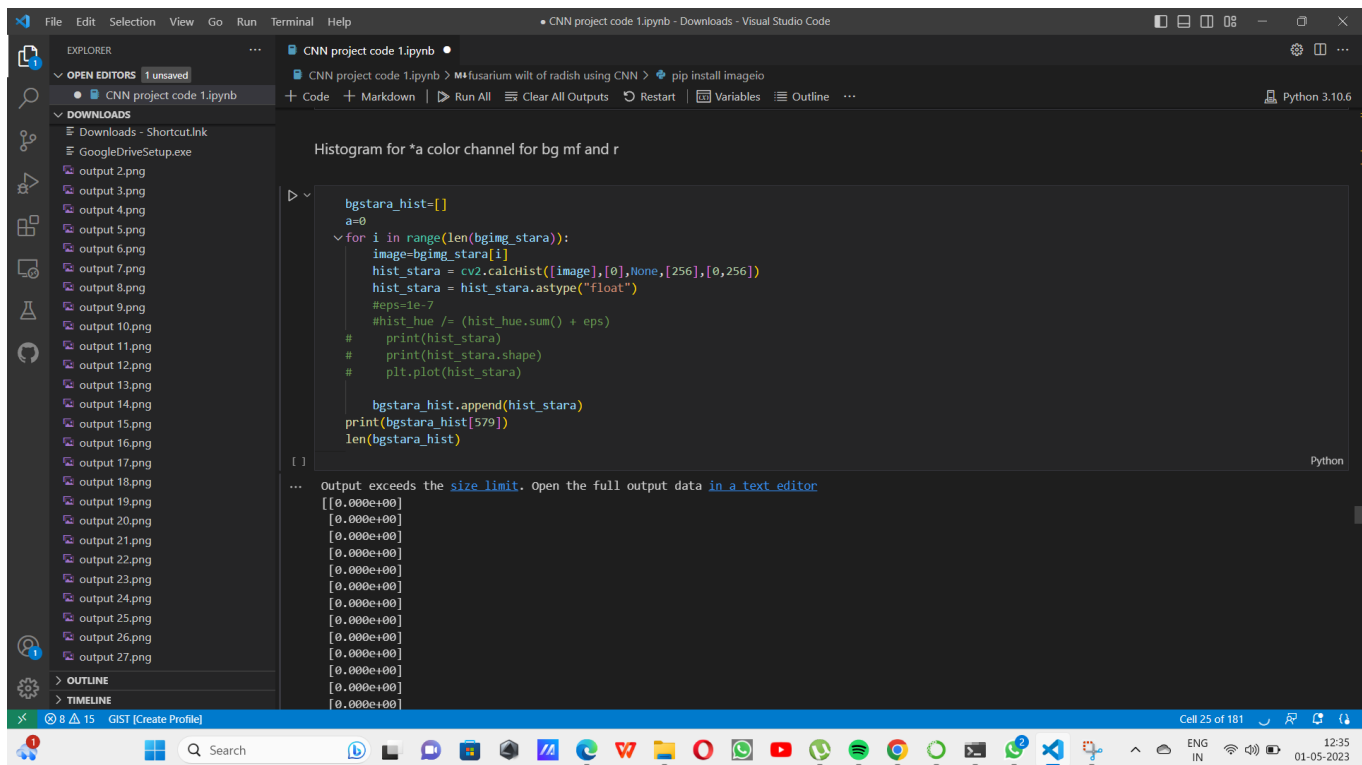 File Edit Selection View Go Run Terminal Help
● CNN project code 1.ipynb - Downloads - Visual Studio Code
EXPLORER
OPEN EDITORS 1 unsaved
● CNN project code 1.ipynb
DOWNLOADS
Downloads - Shortcut.lnk
GoogleDriveSetup.exe
output 2.png
output 3.png
output 4.png
output 5.png
output 6.png
output 7.png
output 8.png
output 9.png
output 10.png
output 11.png
output 12.png
output 13.png
output 14.png
output 15.png
output 16.png
output 17.png
output 18.png
output 19.png
output 20.png
output 21.png
output 22.png
output 23.png
output 24.png
output 25.png
output 26.png
output 27.png
OUTLINE
TIMELINE
CNN project code 1.ipynb ●
CNN project code 1.ipynb > M↓fusarium wilt of radish using CNN > pip install imageio
+ Code + Markdown | Run All Clear All Outputs Restart | Variables Outline ...
Python 3.10.6
Histogram for *a color channel for bg mf and r
bgstara_hist=[]
a=0
for i in range(len(bgimg_stara)):
    image=bgimg_stara[i]
    hist_stara = cv2.calcHist([image],[0],None,[256],[0,256])
    hist_stara = hist_stara.astype("float")
    #eps=1e-7
    #hist_hue /= (hist_hue.sum() + eps)
#     print(hist_stara)
#     print(hist_stara.shape)
#     plt.plot(hist_stara)
    bgstara_hist.append(hist_stara)
print(bgstara_hist[579])
len(bgstara_hist)
[ ]
Python
... Output exceeds the size limit. Open the full output data in a text editor
[[0.000e+00]
 [0.000e+00]
 [0.000e+00]
 [0.000e+00]
 [0.000e+00]
 [0.000e+00]
 [0.000e+00]
 [0.000e+00]
 [0.000e+00]
 [0.000e+00]
 [0.000e+00]
 [0.000e+00]
 [0.000e+00]
8 15 GIST [Create Profile]
Cell 25 of 181
Search
ENG
IN
12:35
01-05-2023